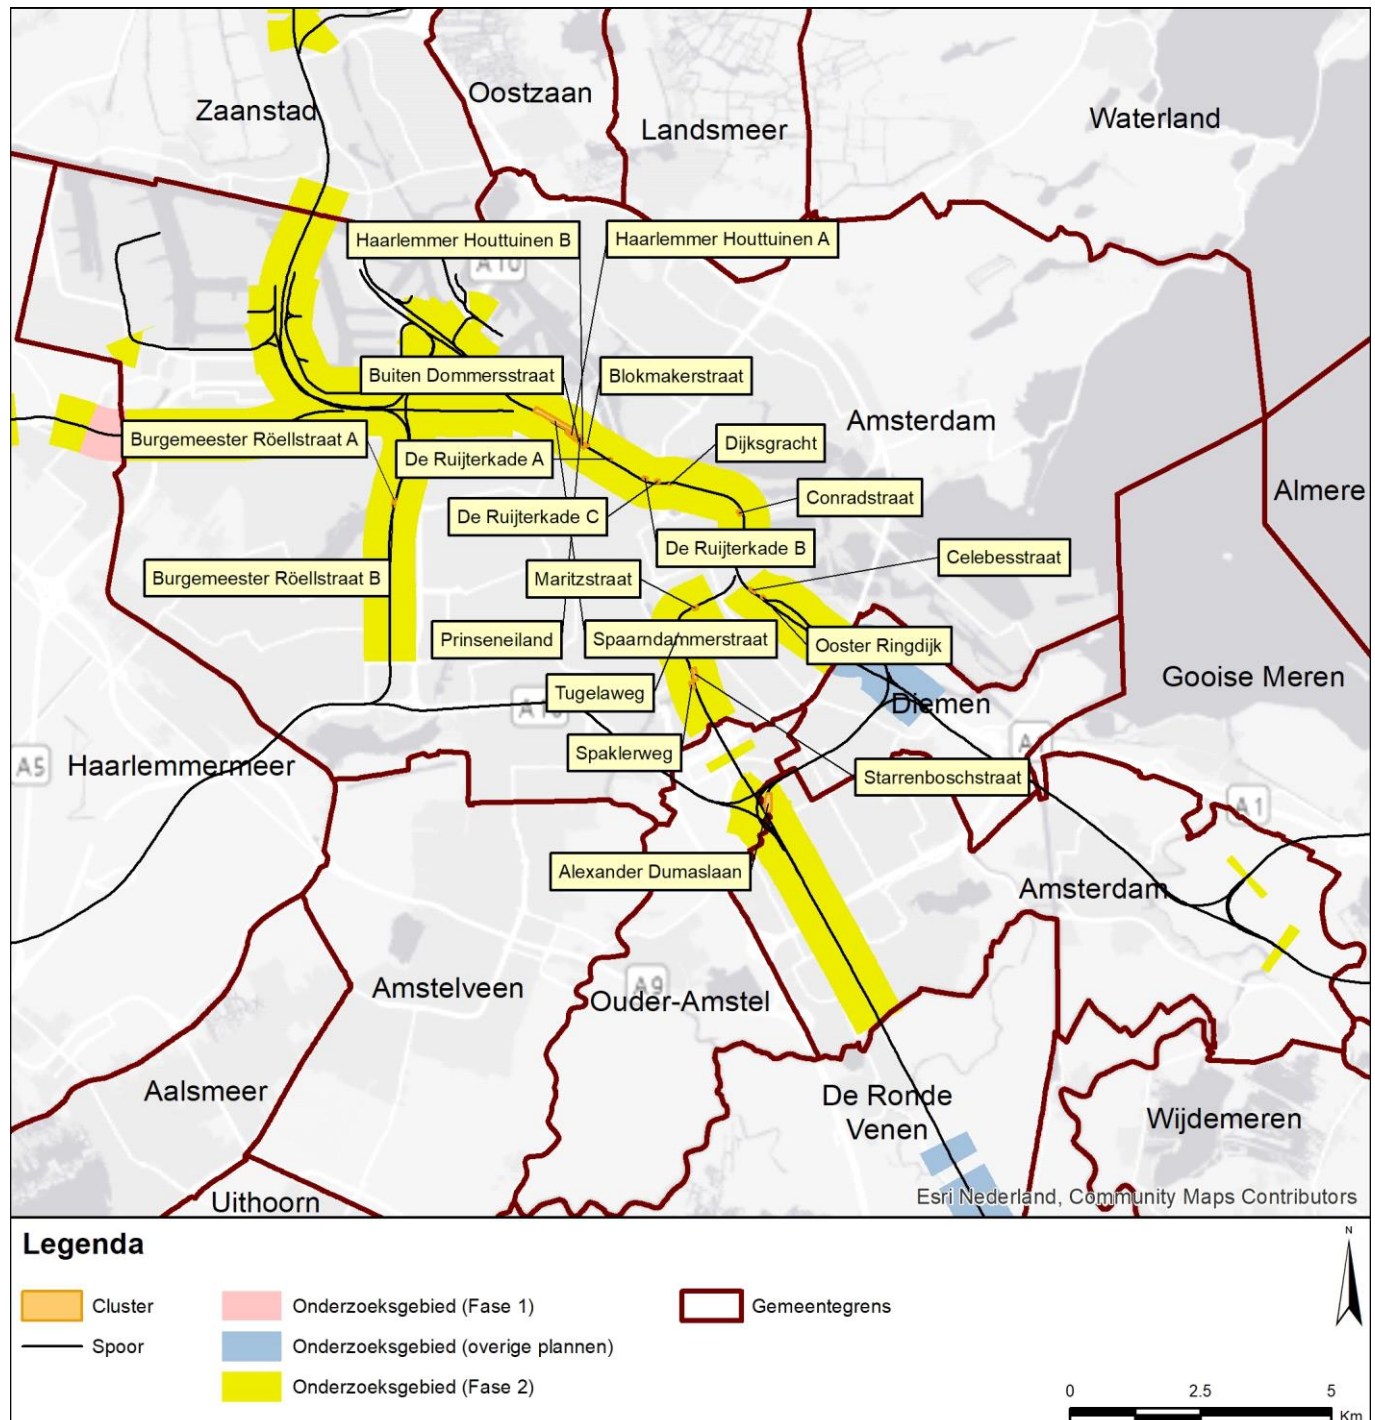 Oostzaan
Zaanstad
Landsmeer
Waterland
Haarlemmer Houttuinen B
Haarlemmer Houttuinen A
A10
Buiten Dommersstraat
Blokmakerstraat
Amsterdam
Burgemeester Röellstraat A
De Ruijterkade A
Dijksgracht
Almere
De Ruijterkade C
Conradstraat
De Ruijterkade B
Celebesstraat
Burgemeester Röellstraat B
Maritzstraat
Prinseneiland
Spaarndammerstraat
Ooster Ringdijk
Gooise Meren
Tugelaweg
Diemen
A10
Spaklerweg
A1
A5
Haarlemmermeer
Starrenboschstraat
A1
Alexander Dumaslaan
Amsterdam
Amstelveen
A9
Ouder-Amstel
Aalsmeer
De Ronde
Venen
Wijdemeren
Uithoorn
Esri Nederland, Community Maps Contributors
Legenda
N
Cluster
Onderzoeksgebied (Fase 1)
Gemeentegrens
Spoor
Onderzoeksgebied (overige plannen)
Onderzoeksgebied (Fase 2)
0 2.5 5
Km